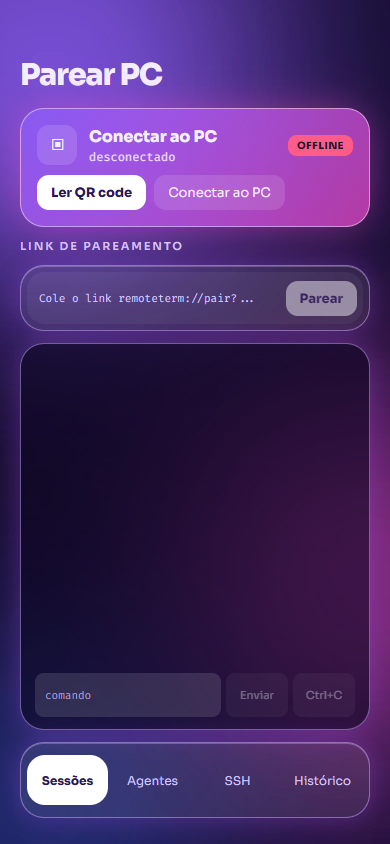 Parear PC
Conectar ao PC
desconectado
OFFLINE
Ler QR code
Conectar ao PC
LINK DE PAREAMENTO
Cole o link remoteterm://pair?...
Parear
comando
Enviar
Ctrl+C
Sessões
Agentes
SSH
Histórico